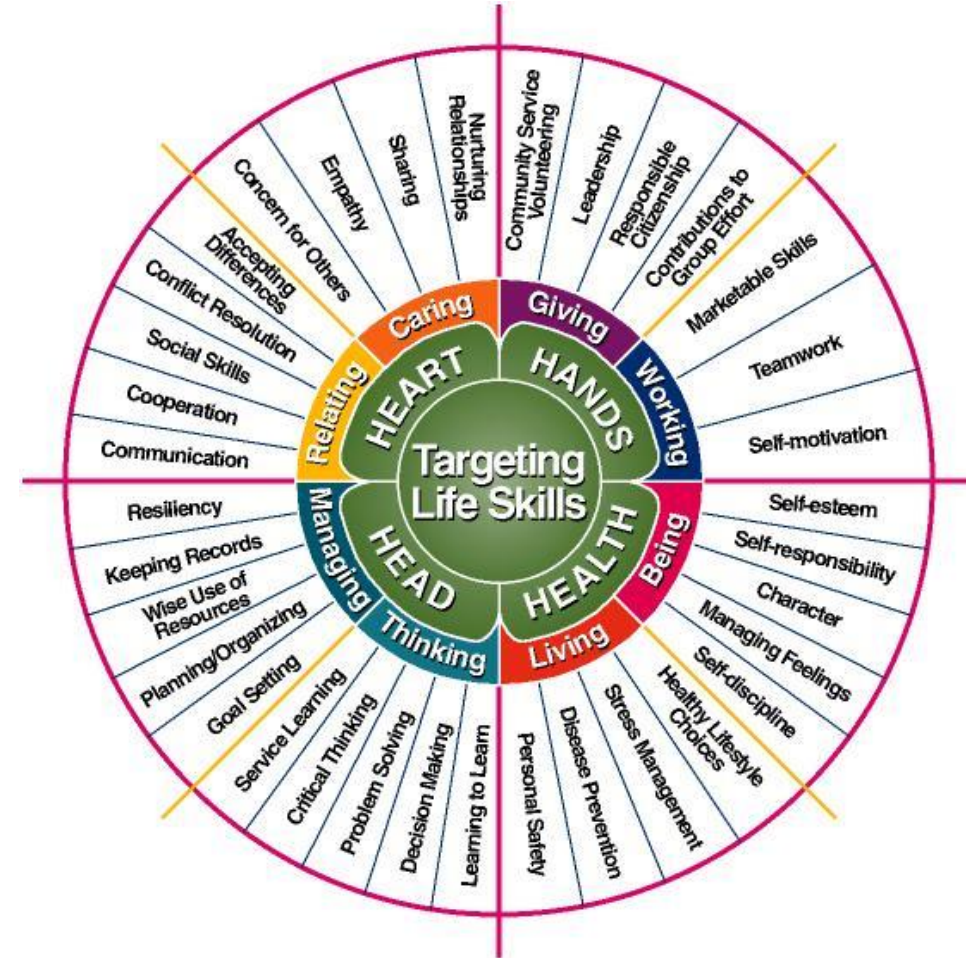 Targeting
Life Skills
HEART
HANDS
HEALTH
HEAD
Caring
Giving
Working
Being
Living
Thinking
Managing
Relating
Nurturing
Relationships
Sharing
Empathy
Concern for Others
Community Service
Volunteering
Leadership
Responsible
Citizenship
Contributions to
Group Effort
Marketable Skills
Teamwork
Self-motivation
Self-esteem
Self-responsibility
Character
Managing Feelings
Self-discipline
Healthy Lifestyle
Choices
Stress Management
Disease Prevention
Personal Safety
Learning to Learn
Decision Making
Problem Solving
Critical Thinking
Service Learning
Goal Setting
Planning/Organizing
Wise Use of
Resources
Keeping Records
Resiliency
Communication
Cooperation
Social Skills
Conflict Resolution
Accepting
Differences